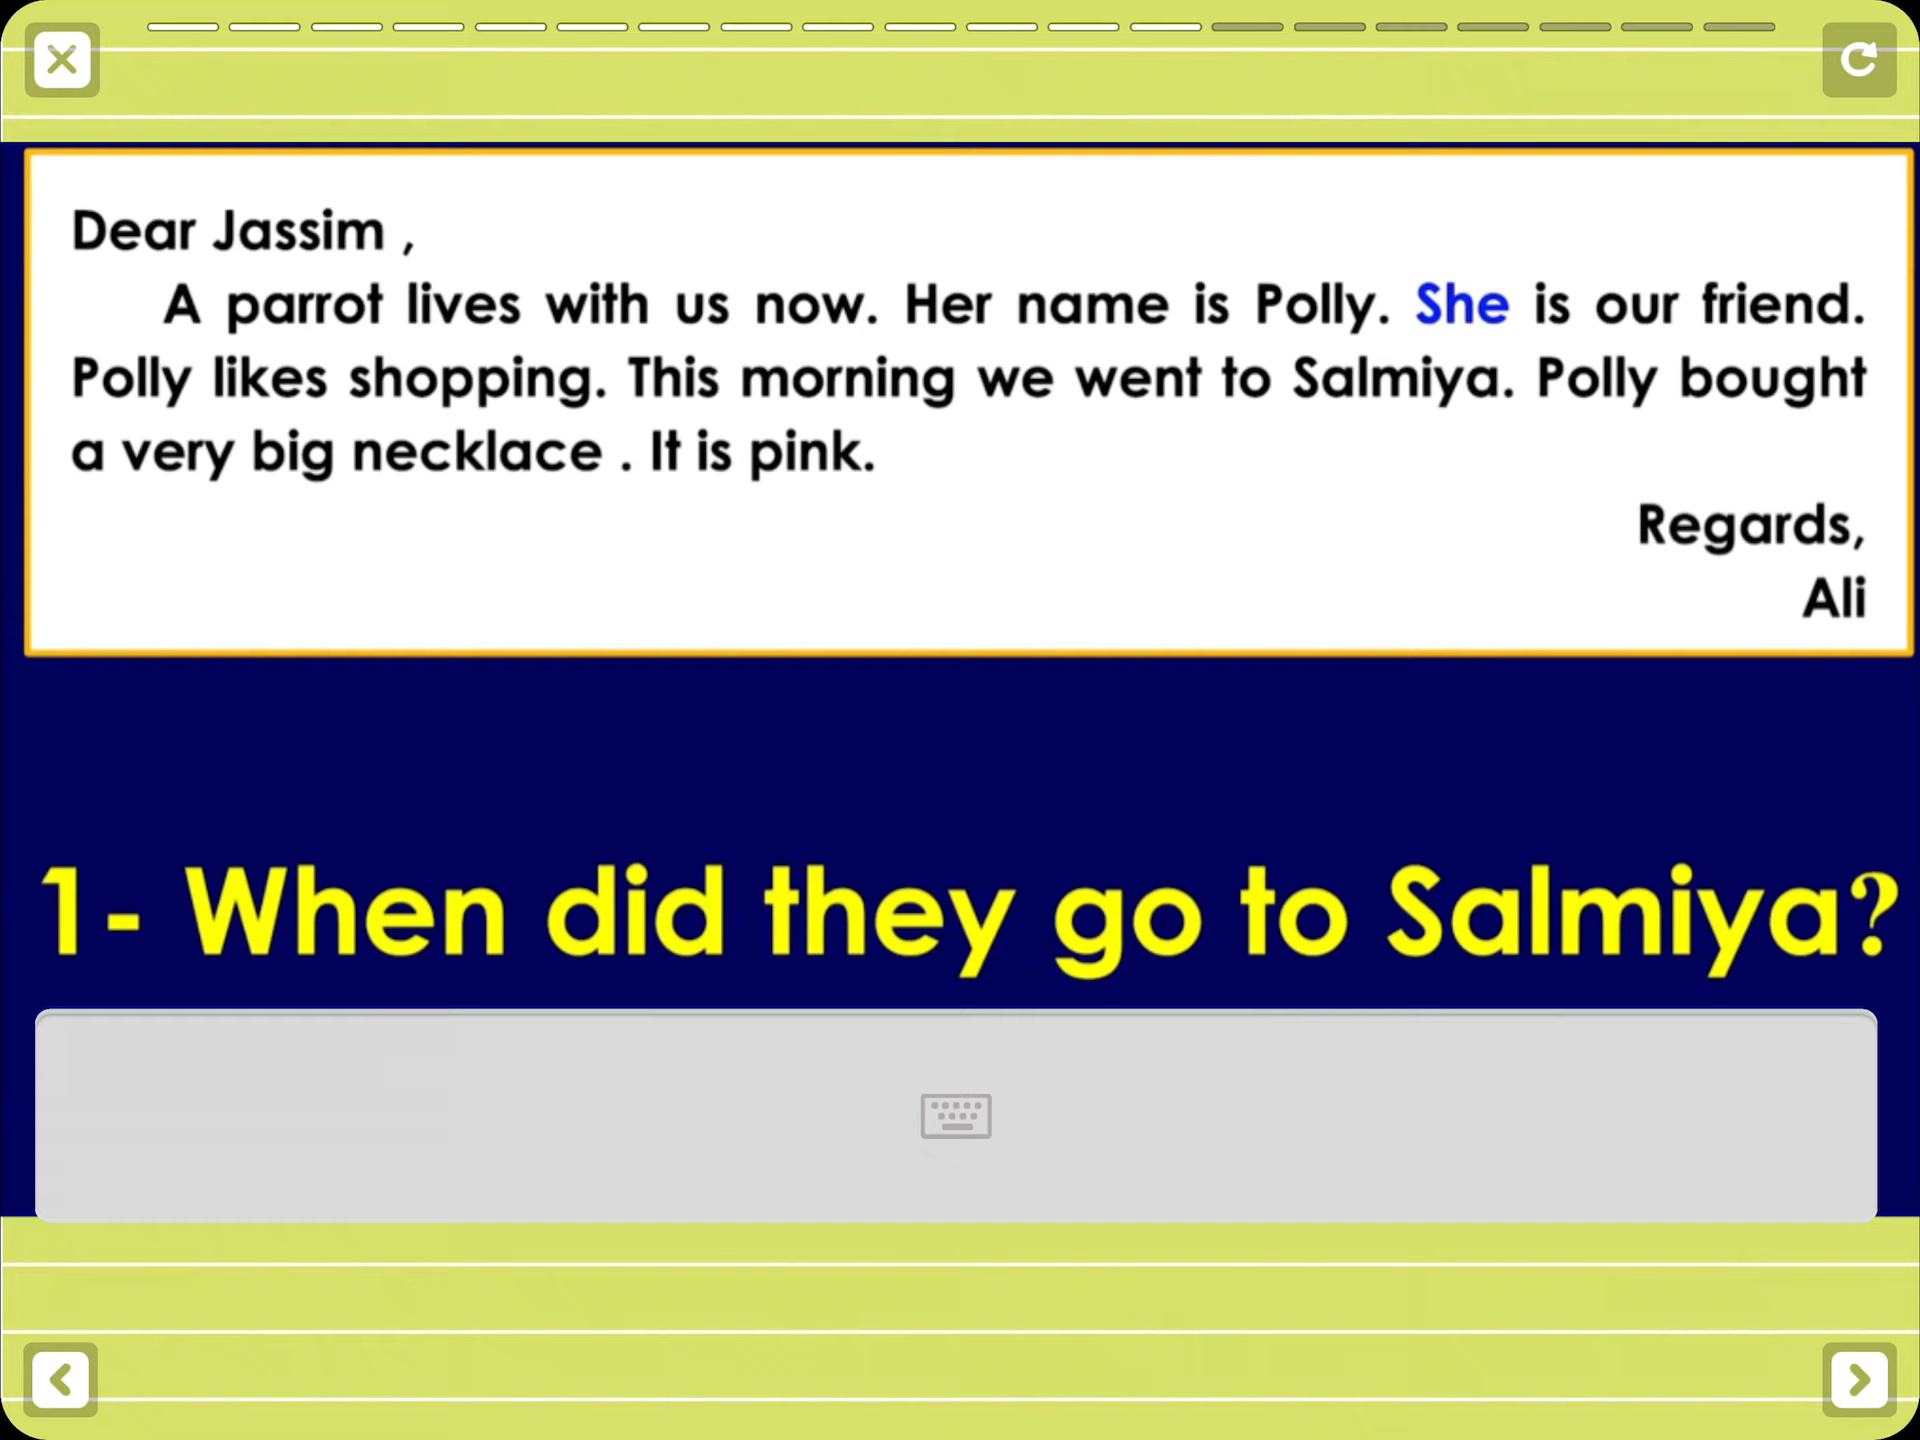 Dear Jassim ,
A parrot lives with us now. Her name is Polly. She is our friend.
Polly likes shopping. This morning we went to Salmiya. Polly bought
a very big necklace . It is pink.
Regards,
Ali
1- When did they go to Salmiya?